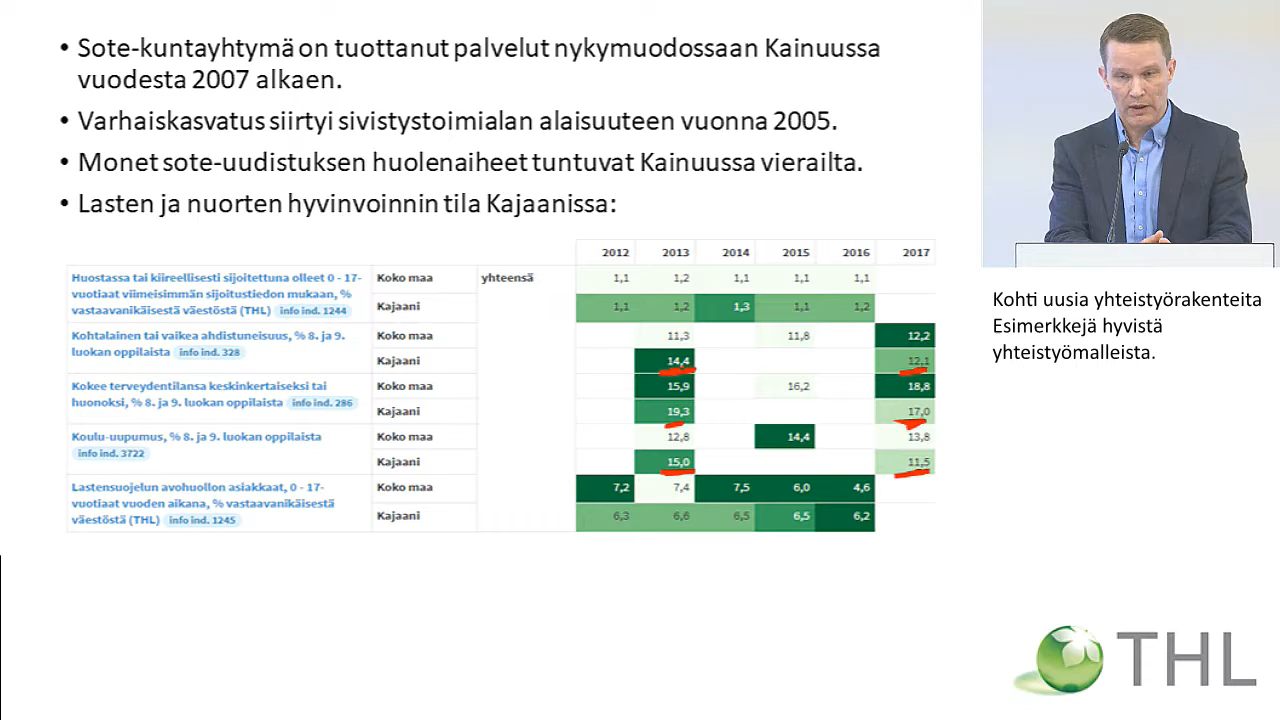 • Sote-kuntayhtymä on tuottanut palvelut nykymuodossaan Kainuussa
vuodesta 2007 alkaen.
• Varhaiskasvatus siirtyi sivistystoimialan alaisuuteen vuonna 2005.
• Monet sote-uudistuksen huolenaiheet tuntuvat Kainuussa vierailta.
• Lasten ja nuorten hyvinvoinnin tila Kajaanissa:
2012 2013 2014 2015 2016 2017
Huostassa tai kiireellisesti sijoitettuna olleet 0 - 17-
vuotiaat viimeisimmän sijoitustiedon mukaan, %
vastaavanikäisestä väestöstä (THL) info ind. 1244
Koko maa yhteensä 1,1 1,2 1,1 1,1 1,1
Kajaani 1,1 1,2 1,3 1,1 1,2
Kohtalainen tai vaikea ahdistuneisuus, % 8. ja 9.
luokan oppilaista info ind. 328
Koko maa 11,3 11,8 12,2
Kajaani 14,4 12,1
Kokee terveydentilansa keskinkertaiseksi tai
huonoksi, % 8. ja 9. luokan oppilaista info ind. 286
Koko maa 15,9 16,2 18,8
Kajaani 19,3 17,0
Koulu-uupumus, % 8. ja 9. luokan oppilaista
info ind. 3722
Koko maa 12,8 14,4 13,8
Kajaani 15,0 11,5
Lastensuojelun avohuollon asiakkaat, 0 - 17-
vuotiaat vuoden aikana, % vastaavanikäisestä
väestöstä (THL) info ind. 1245
Koko maa 7,2 7,4 7,5 6,0 4,6
Kajaani 6,3 6,6 6,5 6,5 6,2
Kohti uusia yhteistyörakenteita
Esimerkkejä hyvistä
yhteistyömalleista.
THL